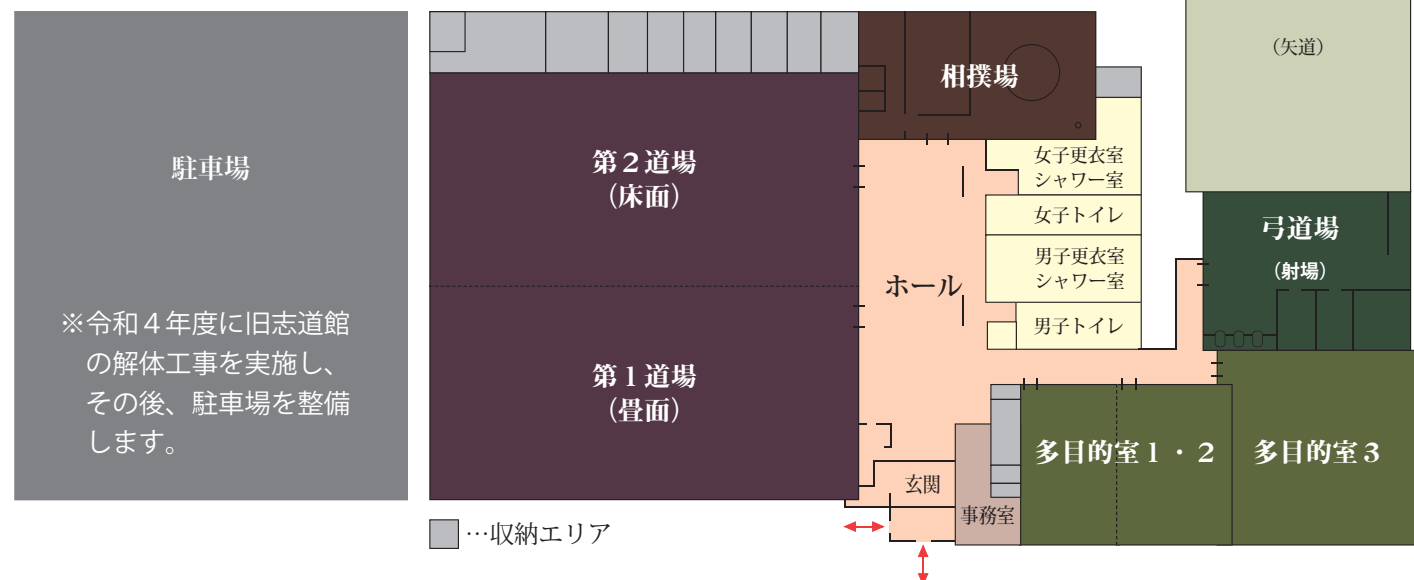 駐車場
※令和４年度に旧志道館
の解体工事を実施し、
その後、駐車場を整備
します。
第２道場
（床面）
第１道場
（畳面）
…収納エリア
相撲場
ホール
女子更衣室
シャワー室
女子トイレ
男子更衣室
シャワー室
男子トイレ
玄関
事務室
多目的室１・２
多目的室３
（矢道）
弓道場
（射場）